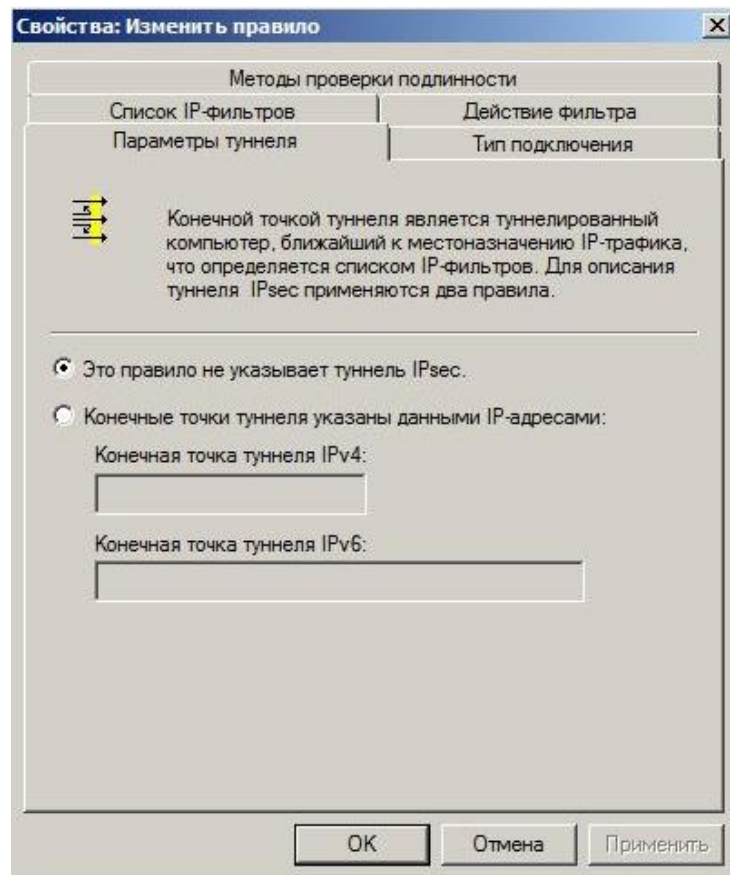 Свойства: Изменить правило
Методы проверки подлинности
Список IP-фильтров
Действие фильтра
Параметры туннеля
Тип подключения
Конечной точкой туннеля является туннелированный
компьютер, ближайший к местоназначению IP-трафика,
что определяется списком IP-фильтров. Для описания
туннеля IPsec применяются два правила.
Это правило не указывает туннель IPsec.
Конечные точки туннеля указаны данными IP-адресами:
Конечная точка туннеля IPv4:
Конечная точка туннеля IPv6:
OK
Отмена
Применить